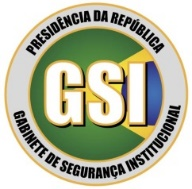 PRESIDÊNCIA DA REPÚBLICA
GSI
GABINETE DE SEGURANÇA INSTITUCIONAL